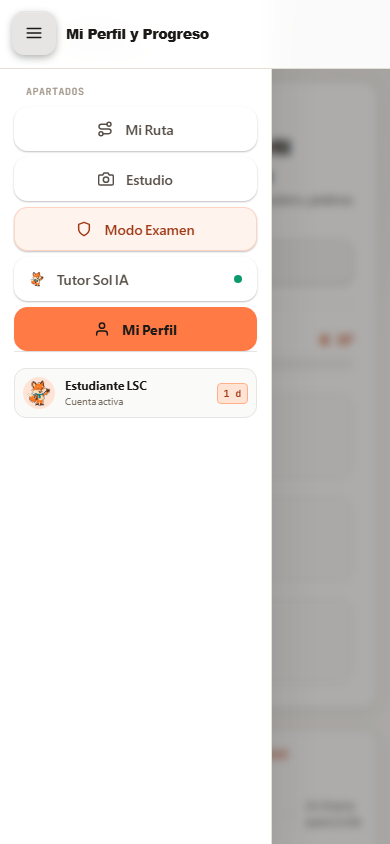 Mi Perfil y Progreso
APARTADOS
Mi Ruta
Estudio
Modo Examen
Tutor Sol IA
Mi Perfil
Estudiante LSC
1 d
Cuenta activa